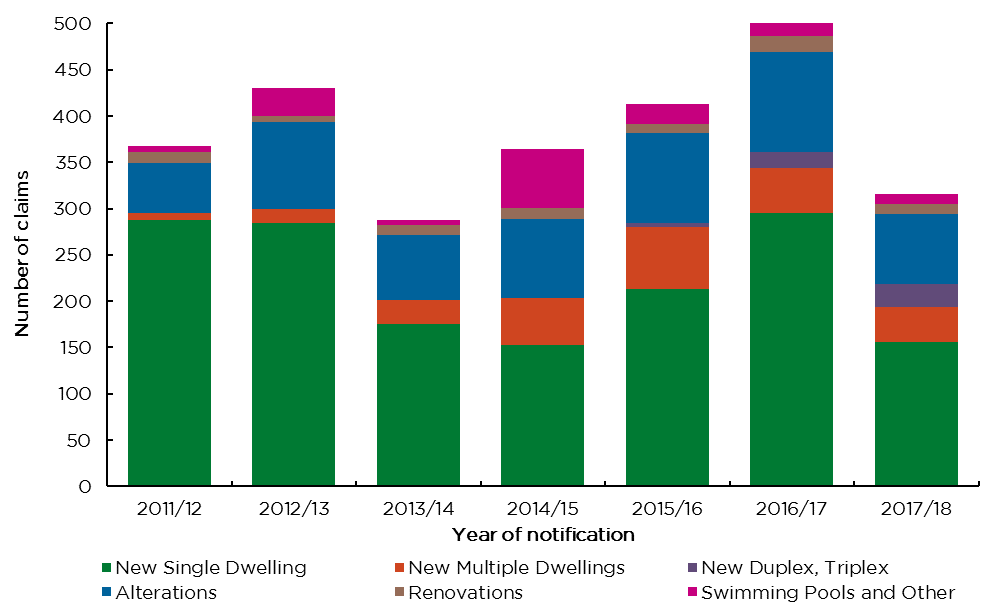 500
450
400
350
300
250
200
150
100
50
0
Number of claims
2011/12 2012/13 2013/14 2014/15 2015/16 2016/17 2017/18
Year of notification
New Single Dwelling New Multiple Dwellings New Duplex, Triplex
Alterations Renovations Swimming Pools and Other